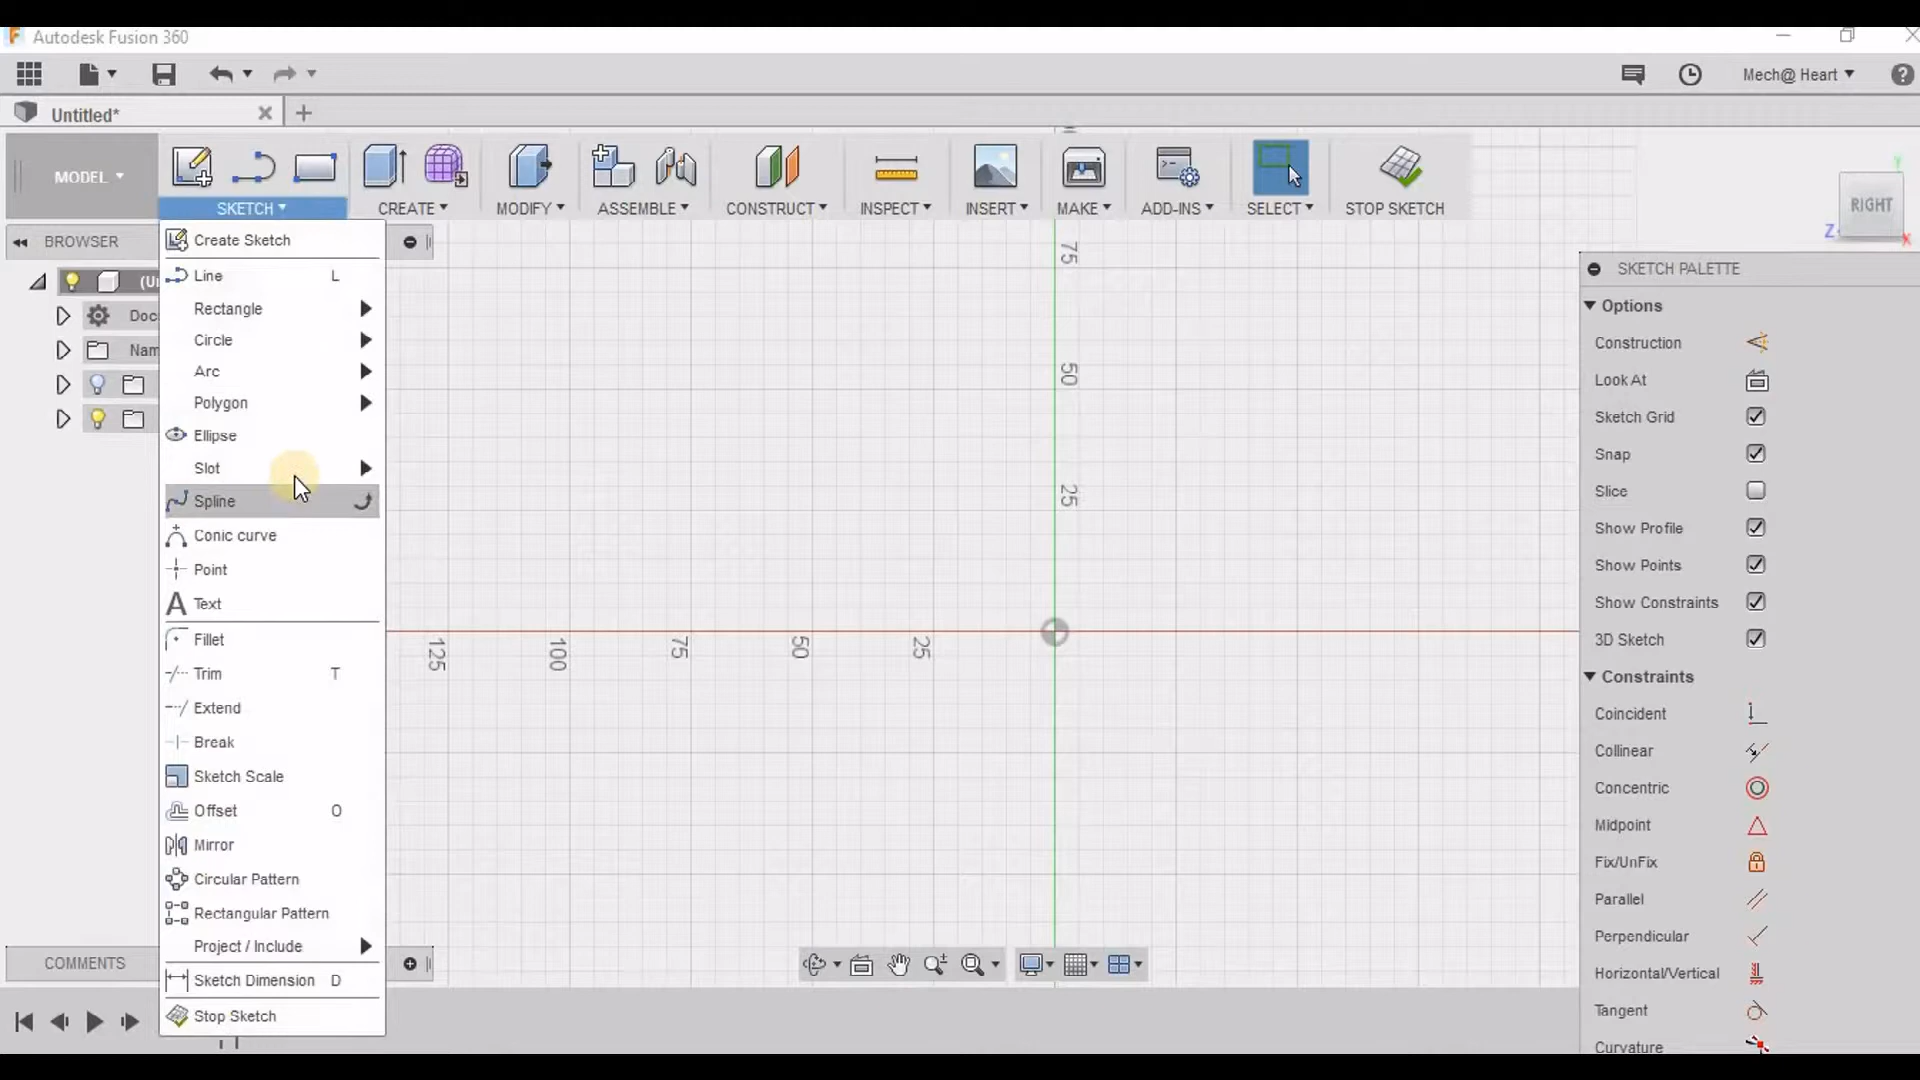 Autodesk Fusion 360
Mech@ Heart
Untitled*
MODEL
SKETCH
CREATE
MODIFY
ASSEMBLE
CONSTRUCT
INSPECT
INSERT
MAKE
ADD-INS
SELECT
STOP SKETCH
Y
RIGHT
Z
X
BROWSER
(Un
Doc
Nam
Create Sketch
Line L
Rectangle
Circle
Arc
Polygon
Ellipse
Slot
Spline
Conic curve
Point
Text
Fillet
Trim T
Extend
Break
Sketch Scale
Offset O
Mirror
Circular Pattern
Rectangular Pattern
Project / Include
Sketch Dimension D
Stop Sketch
75
50
25
125
100
75
50
25
SKETCH PALETTE
Options
Construction
Look At
Sketch Grid
Snap
Slice
Show Profile
Show Points
Show Constraints
3D Sketch
Constraints
Coincident
Collinear
Concentric
Midpoint
Fix/UnFix
Parallel
Perpendicular
Horizontal/Vertical
Tangent
Curvature
COMMENTS